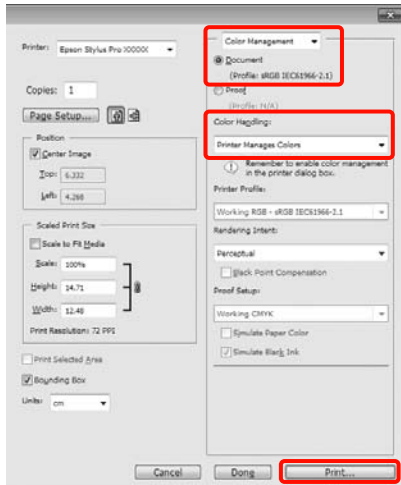 Printer:
Epson Stylus Pro XXXXX
Copies:
1
Page Setup...
Position
Center Image
Top:
6.332
Left:
4.288
Scaled Print Size
Scale to Fit Media
Scale:
100%
Height:
14.71
Width:
12.48
Print Resolution: 72 PPI
Print Selected Area
Bounding Box
Units:
cm
Color Management
Document
(Profile: sRGB IEC61966-2.1)
Proof
(Profile: N/A)
Color Handling:
Printer Manages Colors
Remember to enable color management
in the printer dialog box.
Printer Profile:
Working RGB - sRGB IEC61966-2.1
Rendering Intent:
Perceptual
Black Point Compensation
Proof Setup:
Working CMYK
Simulate Paper Color
Simulate Black Ink
Cancel
Done
Print...